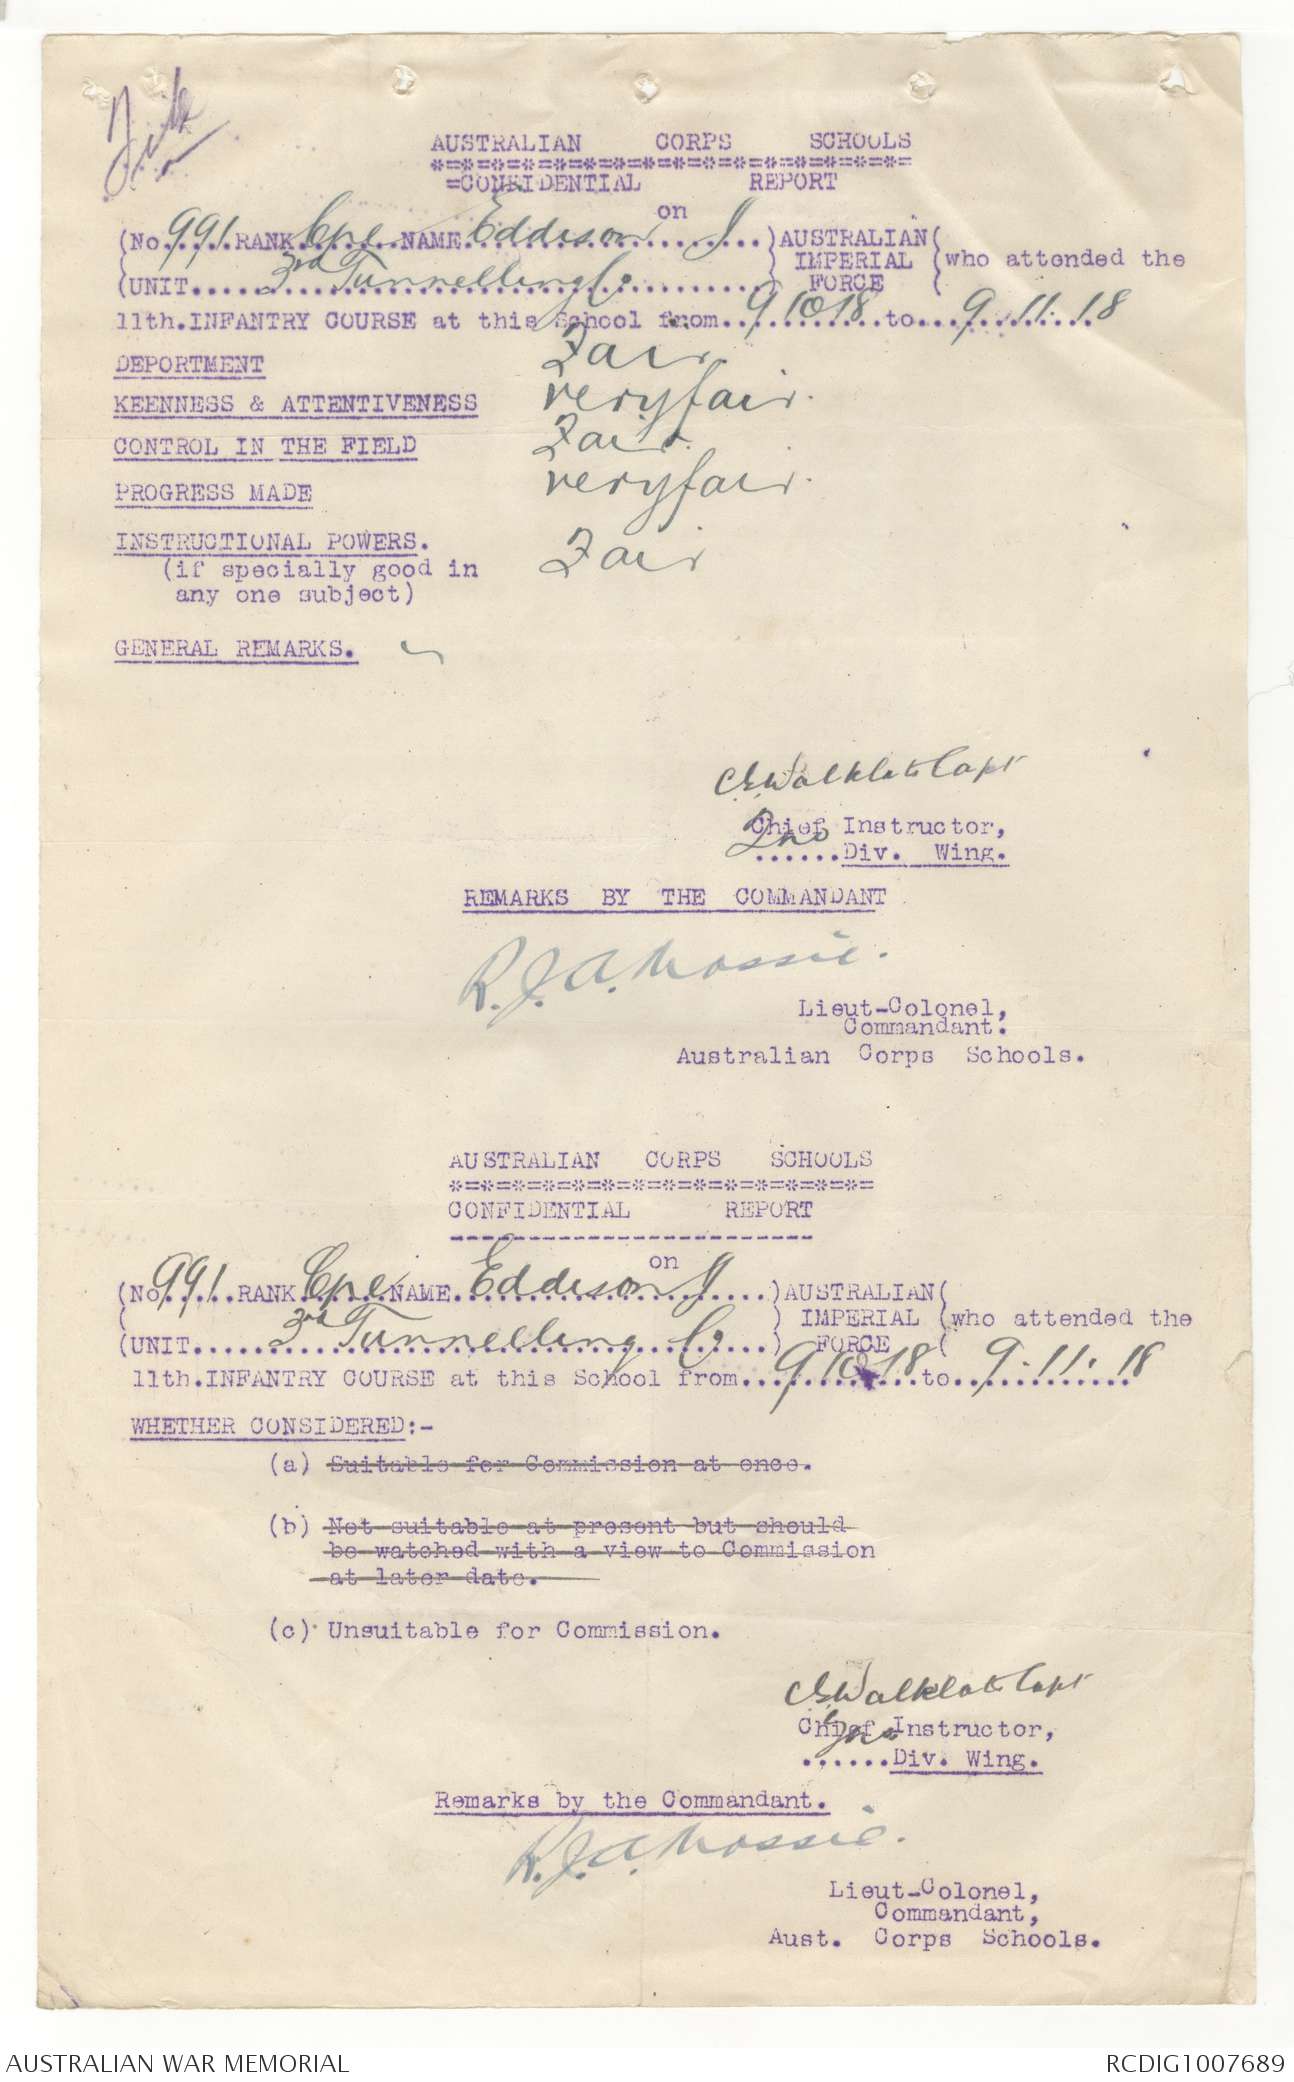 File
AUSTRALIAN CORPS SCHOOLS
*=*=*=*=*=*=*=*=*=*=*=*=*=*=*=*=
=CONFIDENTIAL REPORT
on
(No.991.RANK.Cpl.NAME.Eddison J...)AUSTRALIAN(
) IMPERIAL (who attended the
(UNIT......3rd Tunnelling Co.........) FORCE (
11th.INFANTRY COURSE at this School from..9 10 18..to...9.11.18
DEPORTMENT Fair.
KEENNESS & ATTENTIVENESS very fair.
CONTROL IN THE FIELD Fair.
PROGRESS MADE very fair.
INSTRUCTIONAL POWERS. Fair
(if specially good in
any one subject)
GENERAL REMARKS.
Capt
Chief Instructor,
2nd
......Div. Wing.
REMARKS BY THE COMMANDANT
R.J.A. Massie.
Lieut-Colonel,
Commandant.
Australian Corps Schools.
AUSTRALIAN CORPS SCHOOLS
*=*=*=*=*=*=*=*=*=*=*=*=*=*=
CONFIDENTIAL REPORT
------------------------
on
(No.991.RANK.Cpl.NAME.Eddison J....)AUSTRALIAN(
( ) IMPERIAL (who attended the
(UNIT......3rd Tunnelling Co...) FORCE (
11th.INFANTRY COURSE at this School from...9 10 18...to..9.11.18
WHETHER CONSIDERED:-
(a) Suitable for Commission at once.
(b) Not suitable at present but should
be watched with a view to Commission
at later date.
(c) Unsuitable for Commission.
Capt
Chief Instructor,
2nd
......Div. Wing.
Remarks by the Commandant.
R.J.A. Massie.
Lieut-Colonel,
Commandant,
Aust. Corps Schools.
AUSTRALIAN WAR MEMORIAL
RCDIG1007689